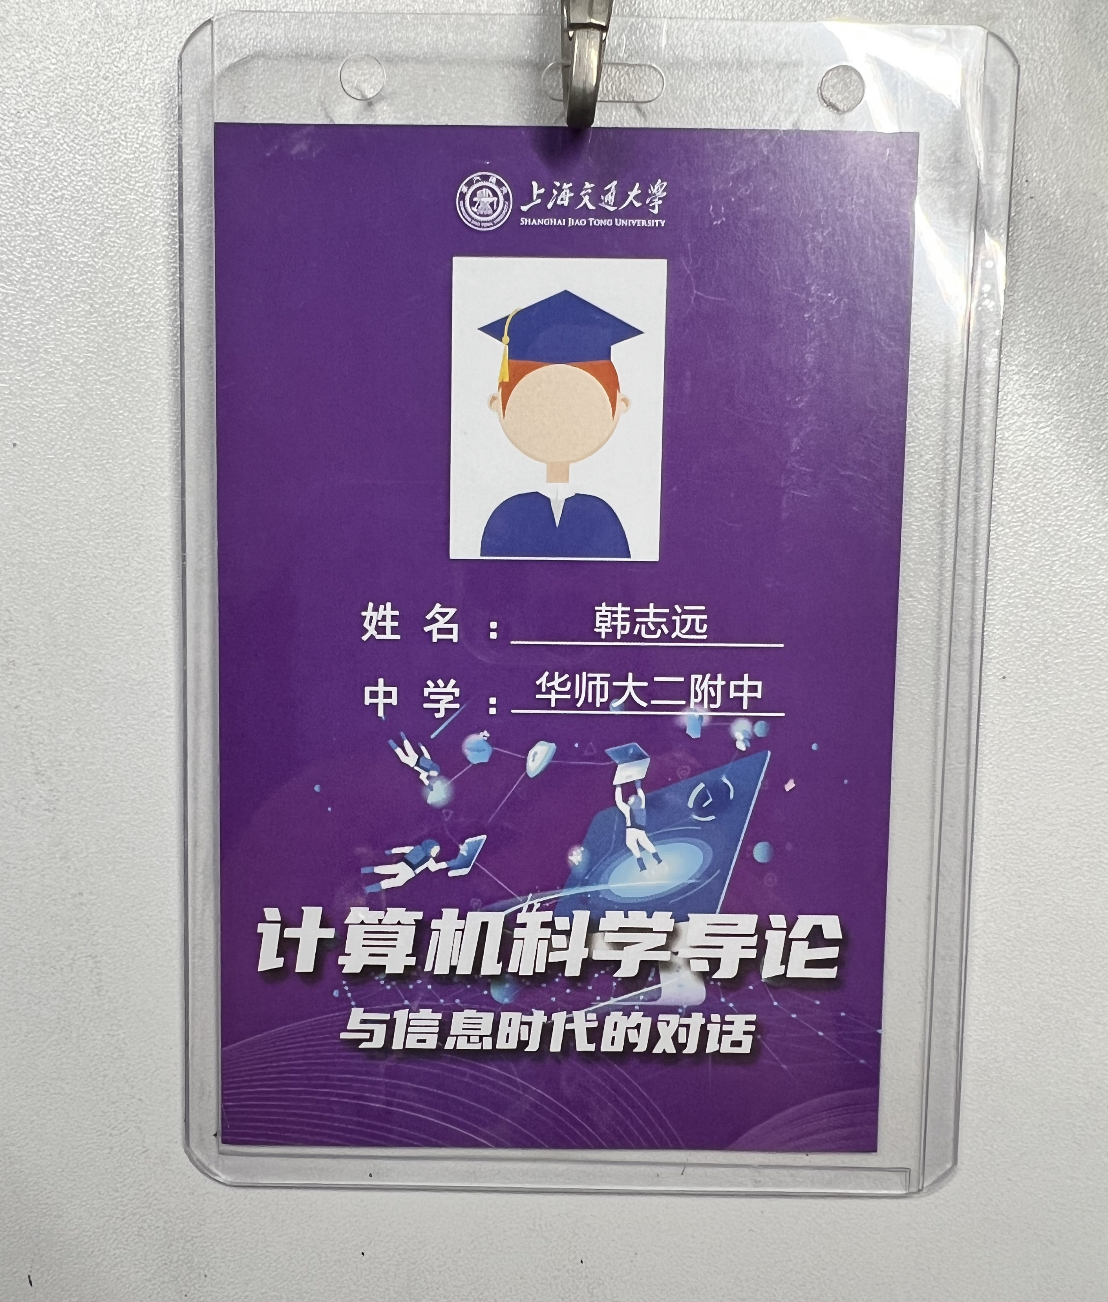 上海交通大学
SHANGHAI JIAO TONG UNIVERSITY
姓 名 ： 韩志远
中 学 ： 华师大二附中
计算机科学导论
与信息时代的对话